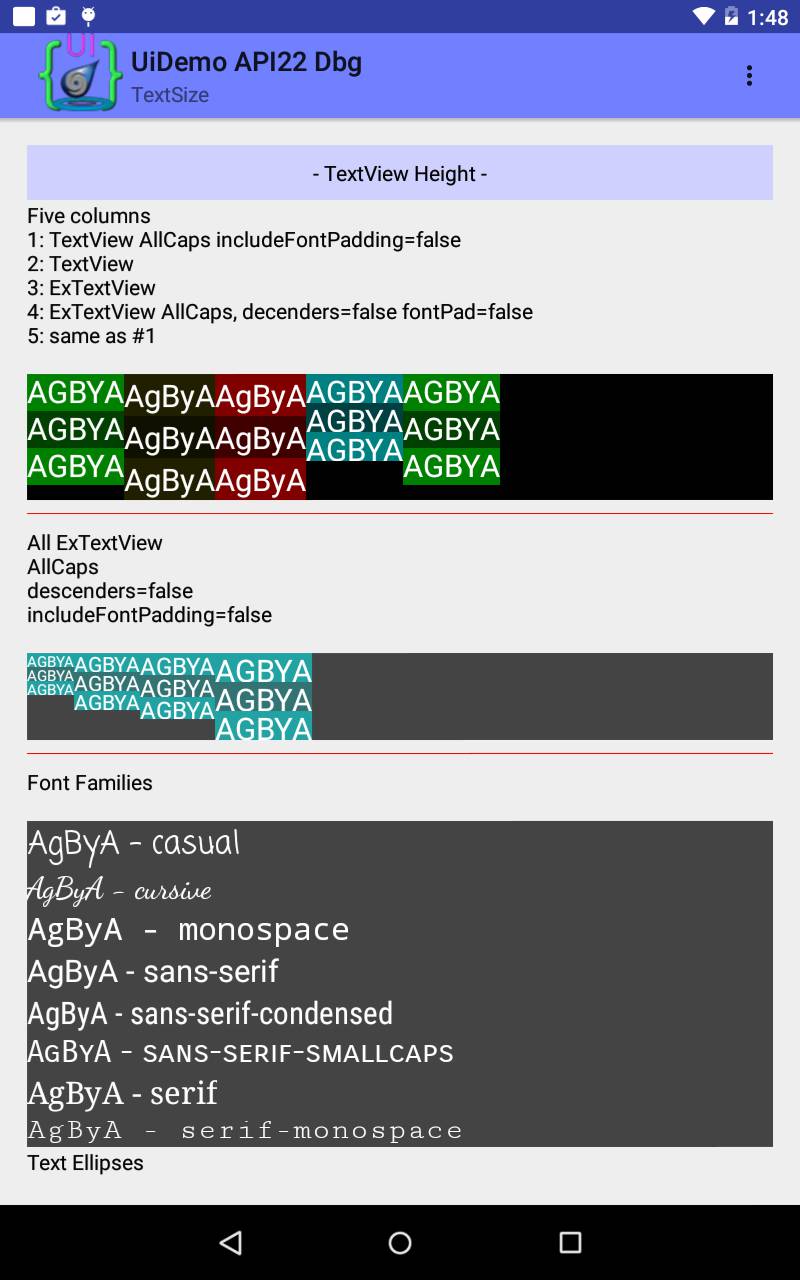 1:48
UI
UiDemo API22 Dbg
TextSize
- TextView Height -
Five columns
1: TextView AllCaps includeFontPadding=false
2: TextView
3: ExTextView
4: ExTextView AllCaps, decenders=false fontPad=false
5: same as #1
AGBYA AgByA AgByA AGBYA AGBYA
AGBYA AgByA AgByA AGBYA AGBYA
AGBYA AgByA AgByA AGBYA AGBYA
All ExTextView
AllCaps
descenders=false
includeFontPadding=false
AGBYA AGBYA AGBYA AGBYA
AGBYA AGBYA AGBYA AGBYA
AGBYA AGBYA AGBYA AGBYA
Font Families
AgByA - casual
AgByA - cursive
AgByA - monospace
AgByA - sans-serif
AgByA - sans-serif-condensed
AgByA - sans-serif-smallcaps
AgByA - serif
AgByA - serif-monospace
Text Ellipses